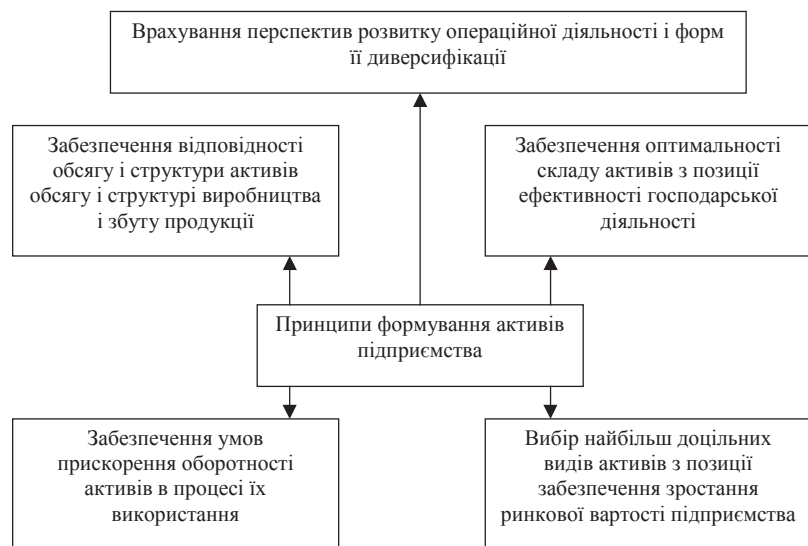 Врахування перспектив розвитку операційної діяльності і форм
її диверсифікації
Забезпечення відповідності
обсягу і структури активів
обсягу і структурі виробництва
і збуту продукції
Забезпечення оптимальності
складу активів з позиції
ефективності господарської
діяльності
Принципи формування активів
підприємства
Забезпечення умов
прискорення оборотності
активів в процесі їх
використання
Вибір найбільш доцільних
видів активів з позиції
забезпечення зростання
ринкової вартості підприємства